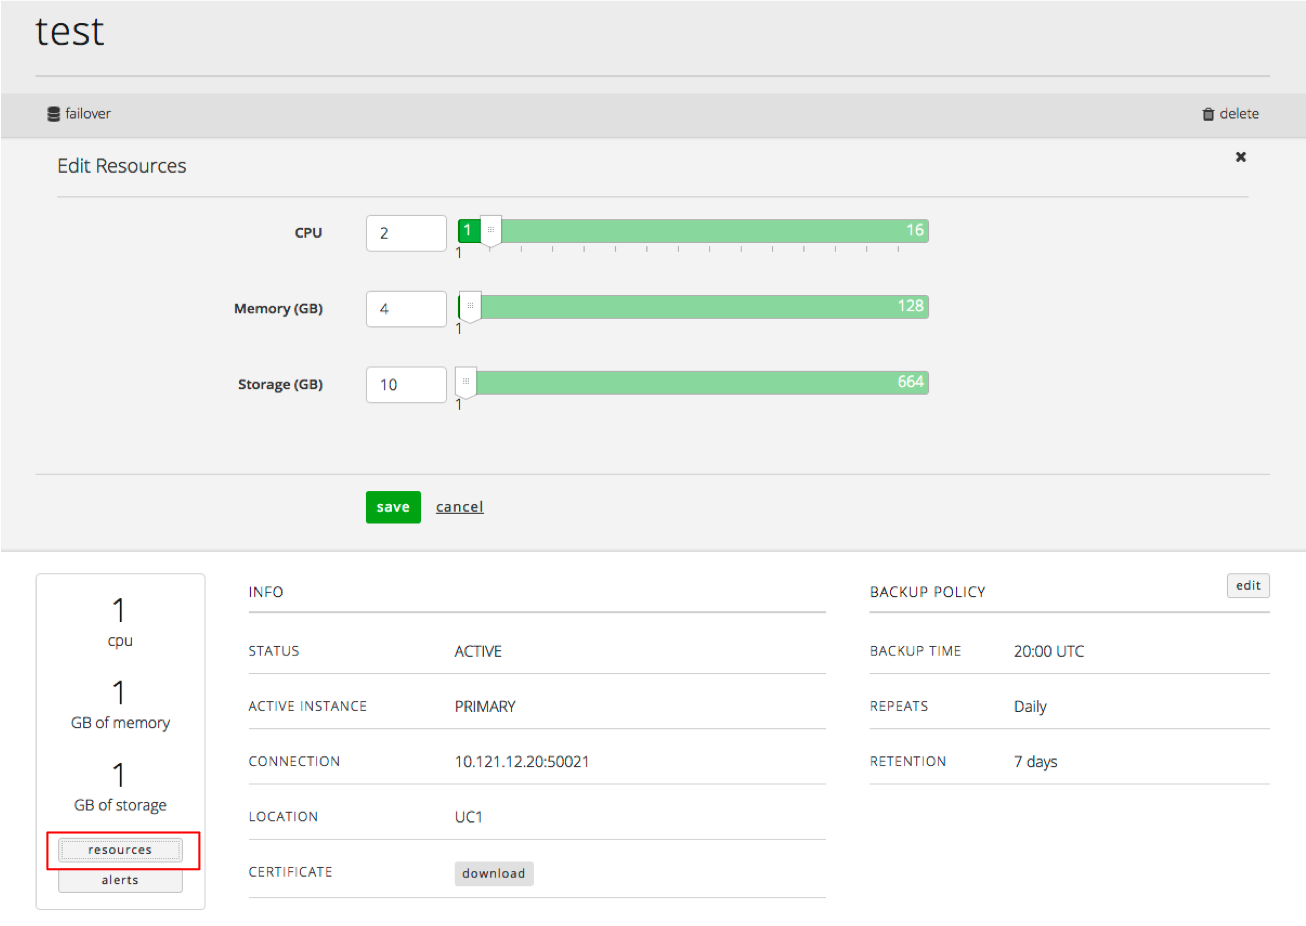 test
failover delete
Edit Resources
CPU 2 1 16
1
Memory (GB) 4 128
1
Storage (GB) 10 664
1
save cancel
1
cpu
1
GB of memory
1
GB of storage
resources
alerts
INFO
STATUS ACTIVE
ACTIVE INSTANCE PRIMARY
CONNECTION 10.121.12.20:50021
LOCATION UC1
CERTIFICATE download
BACKUP POLICY edit
BACKUP TIME 20:00 UTC
REPEATS Daily
RETENTION 7 days